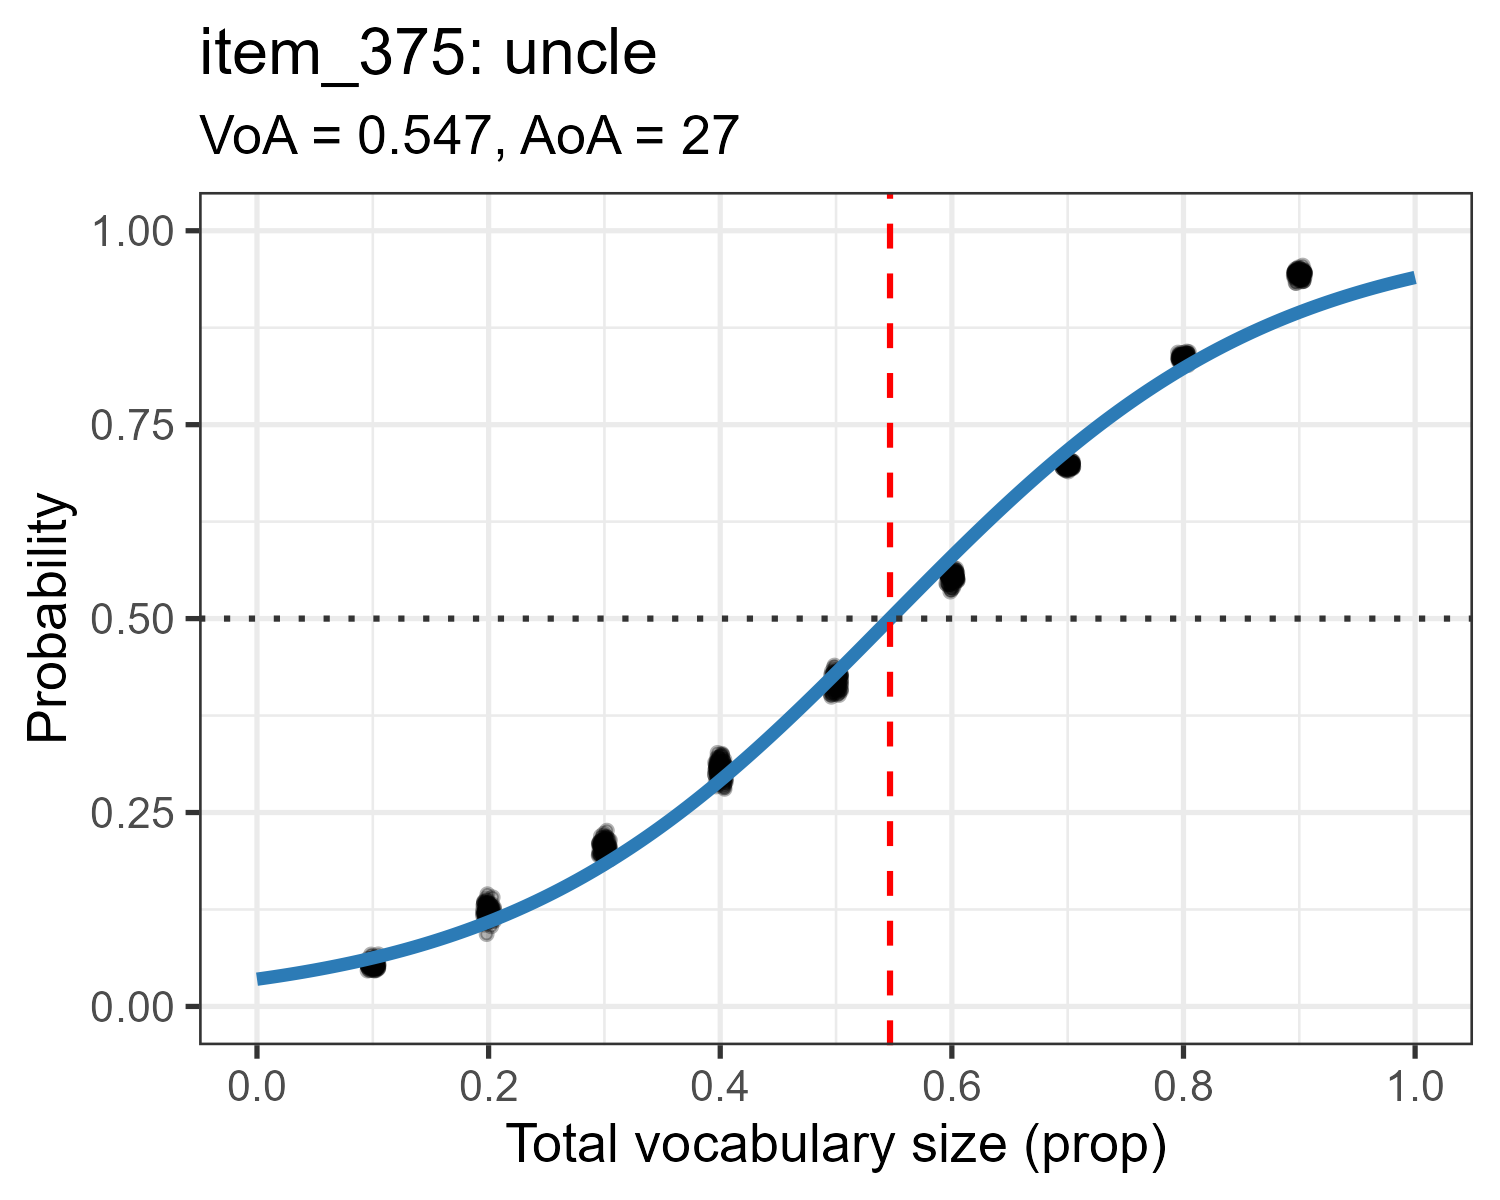 item_375: uncle
VoA = 0.547, AoA = 27
Probability
1.00
0.75
0.50
0.25
0.00
0.0 0.2 0.4 0.6 0.8 1.0
Total vocabulary size (prop)